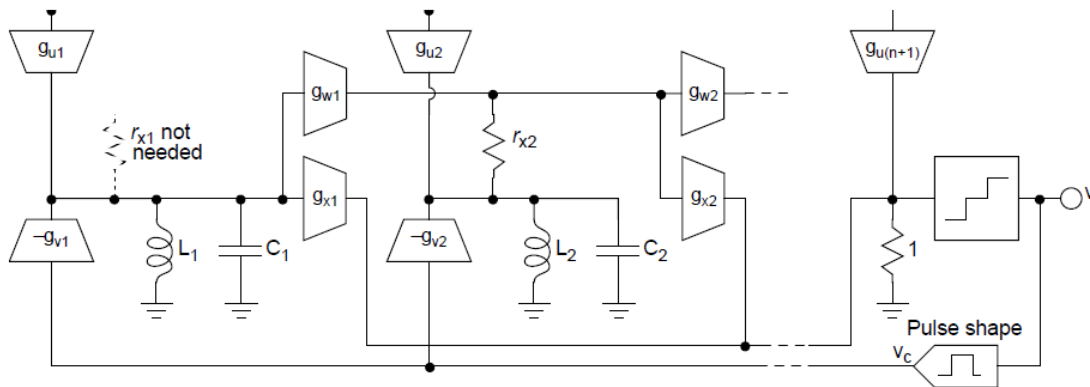 gu1
gu2
gu(n+1)
gw1
gw2
rx1 not
needed
rx2
gx1
gx2
–gv1
L1
C1
–gv2
L2
C2
1
v
Pulse shape
vc